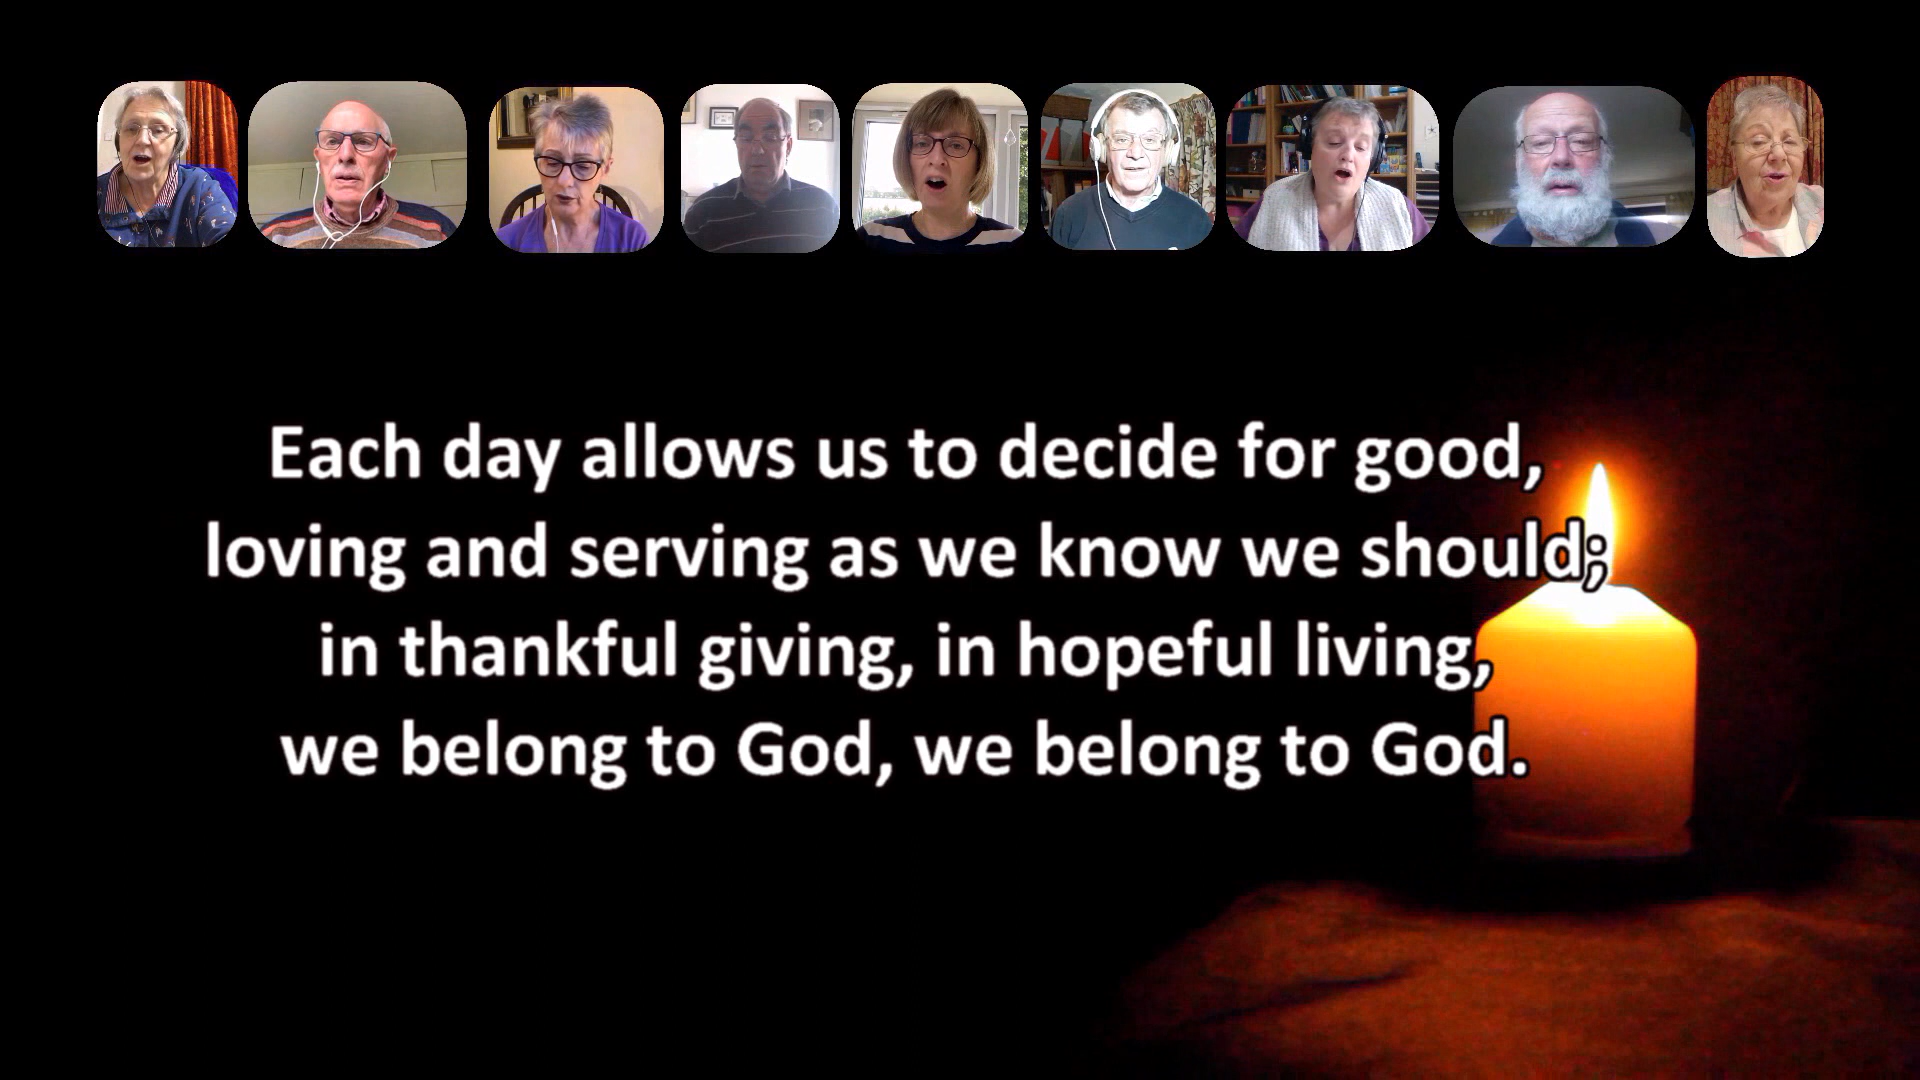 Each day allows us to decide for good,
loving and serving as we know we should;
in thankful giving, in hopeful living,
we belong to God, we belong to God.